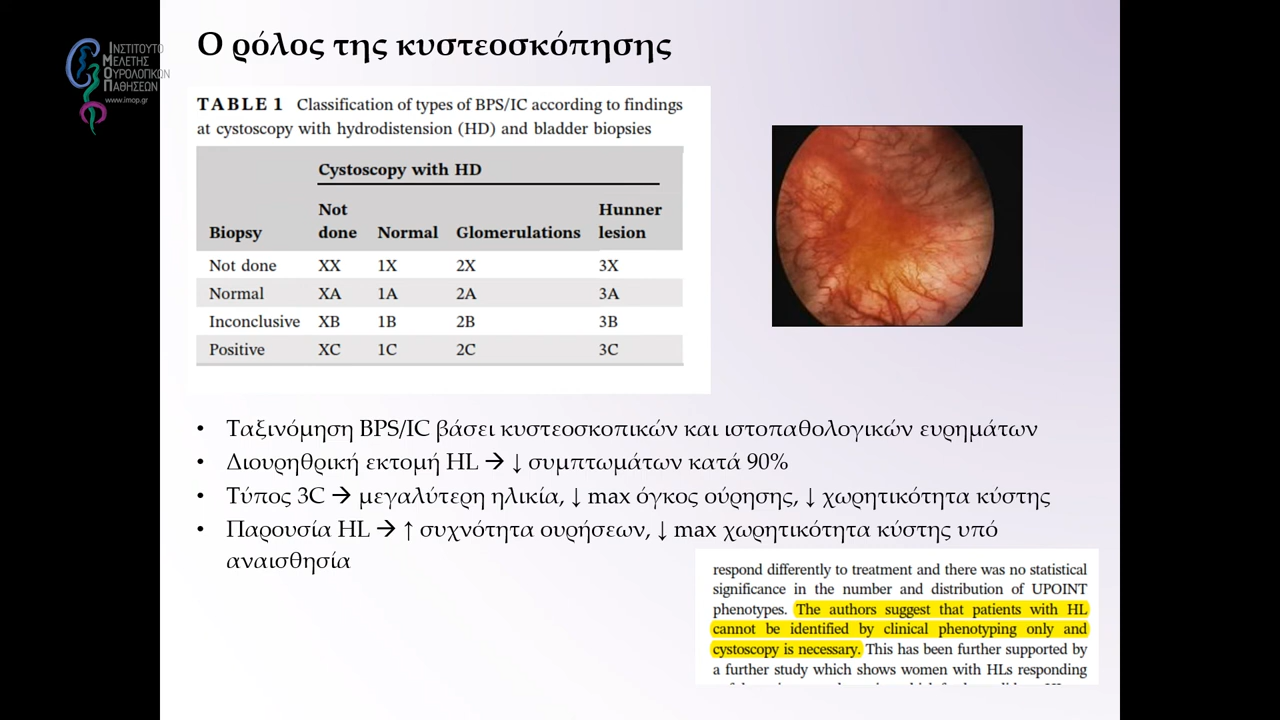 Ο ρόλος της κυστεοσκόπησης
ΙΝΣΤΙΤΟΥΤΟ
ΜΕΛΕΤΗΣ
ΟΥΡΟΛΟΓΙΚΩΝ
ΠΑΘΗΣΕΩΝ
www.imop.gr
TABLE 1 Classification of types of BPS/IC according to findings
at cystoscopy with hydrodistension (HD) and bladder biopsies
Cystoscopy with HD
Not Hunner
Biopsy done Normal Glomerulations lesion
Not done XX 1X 2X 3X
Normal XA 1A 2A 3A
Inconclusive XB 1B 2B 3B
Positive XC 1C 2C 3C
• Ταξινόμηση BPS/IC βάσει κυστεοσκοπικών και ιστοπαθολογικών ευρημάτων
• Διουρηθρική εκτομή HL → ↓ συμπτωμάτων κατά 90%
• Τύπος 3C → μεγαλύτερη ηλικία, ↓ max όγκος ούρησης, ↓ χωρητικότητα κύστης
• Παρουσία HL → ↑ συχνότητα ουρήσεων, ↓ max χωρητικότητα κύστης υπό
αναισθησία
respond differently to treatment and there was no statistical
significance in the number and distribution of UPOINT
phenotypes. The authors suggest that patients with HL
cannot be identified by clinical phenotyping only and
cystoscopy is necessary. This has been further supported by
a further study which shows women with HLs responding